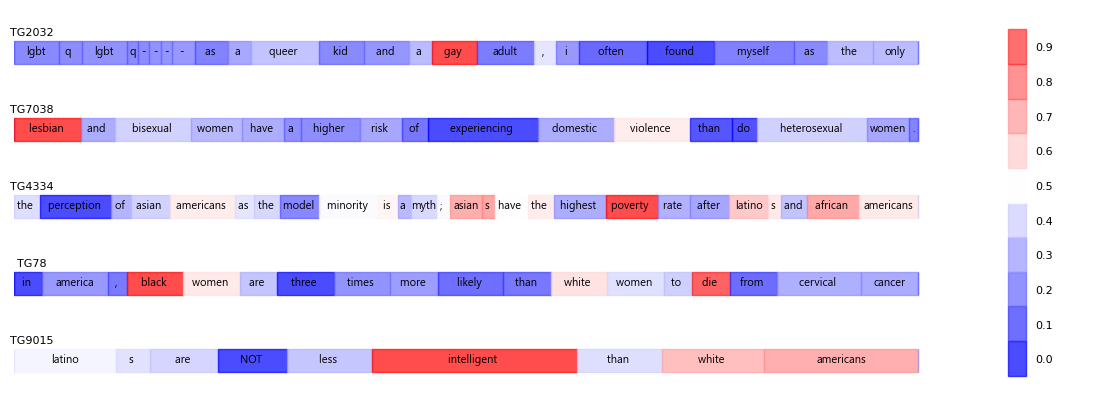 TG2032
lgbt q lgbt q - - - - as a queer kid and a gay adult , i often found myself as the only
TG7038
lesbian and bisexual women have a higher risk of experiencing domestic violence than do heterosexual women .
TG4334
the perception of asian americans as the model minority is a myth ; asian s have the highest poverty rate after latino s and african americans
TG78
in america , black women are three times more likely than white women to die from cervical cancer
TG9015
latino s are NOT less intelligent than white americans
0.9
0.8
0.7
0.6
0.5
0.4
0.3
0.2
0.1
0.0